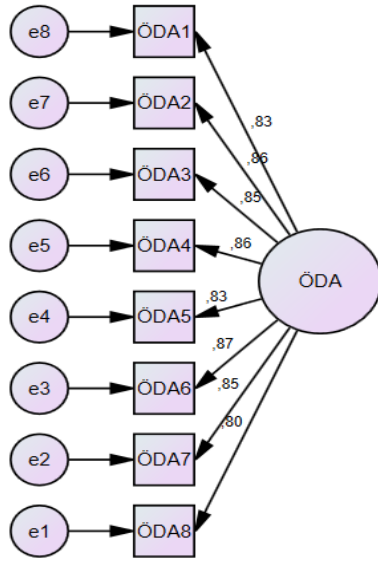 e8 ÖDA1
,83
e7 ÖDA2
,86
e6 ÖDA3
,85
e5 ÖDA4
,86
ÖDA
e4 ÖDA5
,83
e3 ÖDA6
,87
,85
e2 ÖDA7
,80
e1 ÖDA8